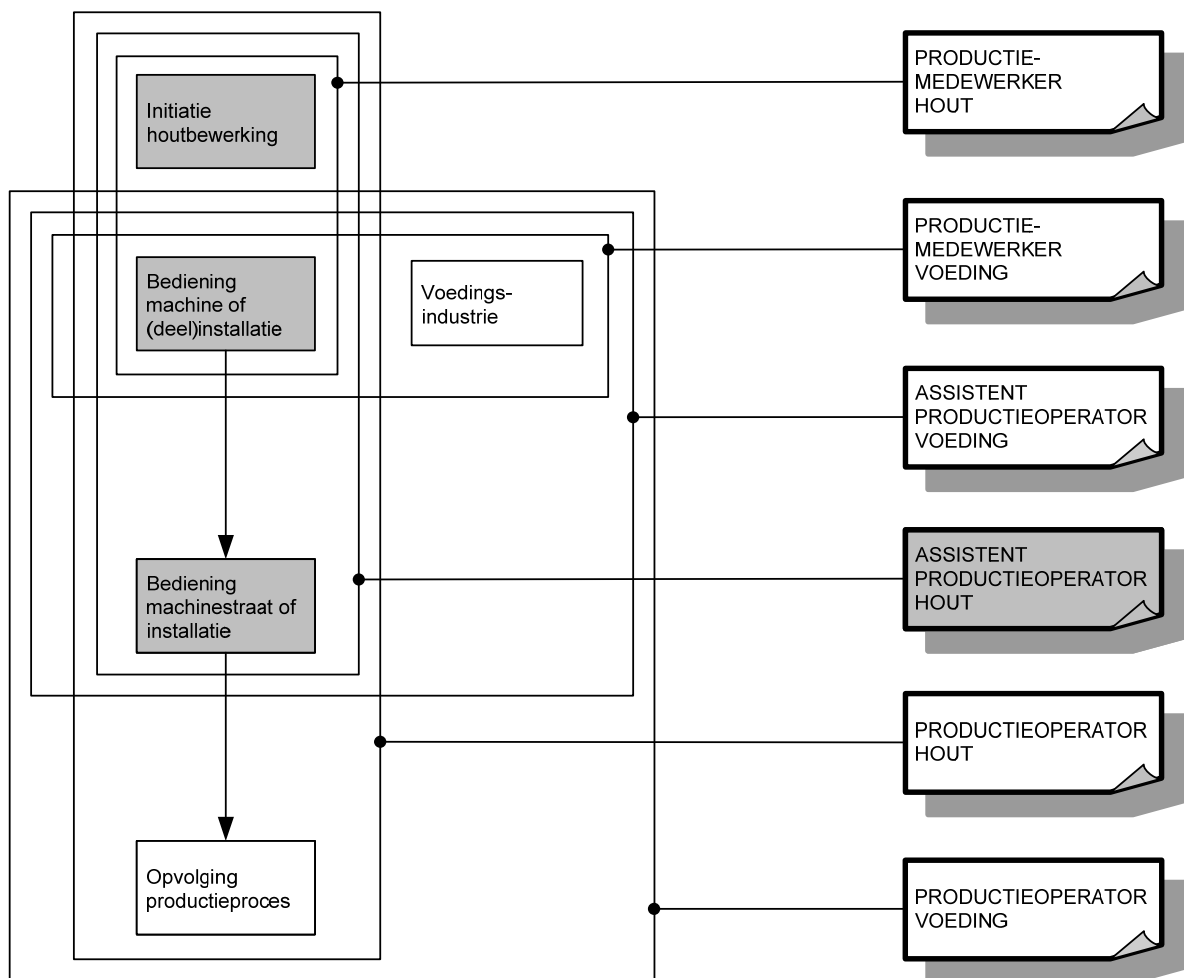 Initiatie
houtbewerking
PRODUCTIE-
MEDEWERKER
HOUT
Bediening
machine of
(deel)installatie
Voedings-
industrie
PRODUCTIE-
MEDEWERKER
VOEDING
ASSISTENT
PRODUCTIEOPERATOR
VOEDING
Bediening
machinestraat of
installatie
ASSISTENT
PRODUCTIEOPERATOR
HOUT
PRODUCTIEOPERATOR
HOUT
Opvolging
productieproces
PRODUCTIEOPERATOR
VOEDING